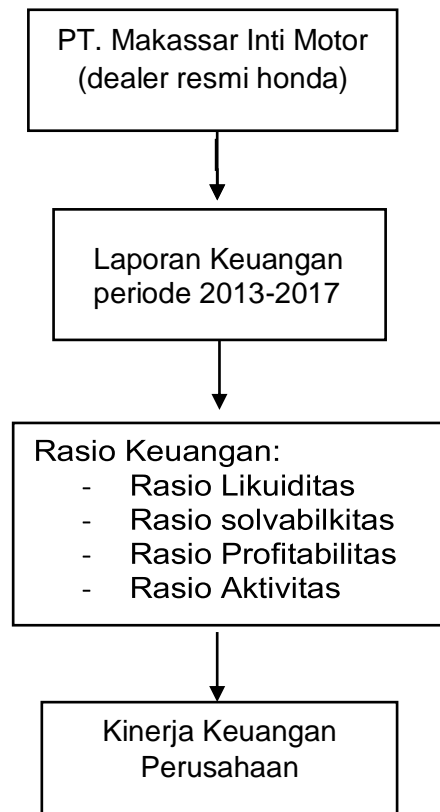 PT. Makassar Inti Motor
(dealer resmi honda)
Laporan Keuangan
periode 2013-2017
Rasio Keuangan:
- Rasio Likuiditas
- Rasio solvabilkitas
- Rasio Profitabilitas
- Rasio Aktivitas
Kinerja Keuangan
Perusahaan